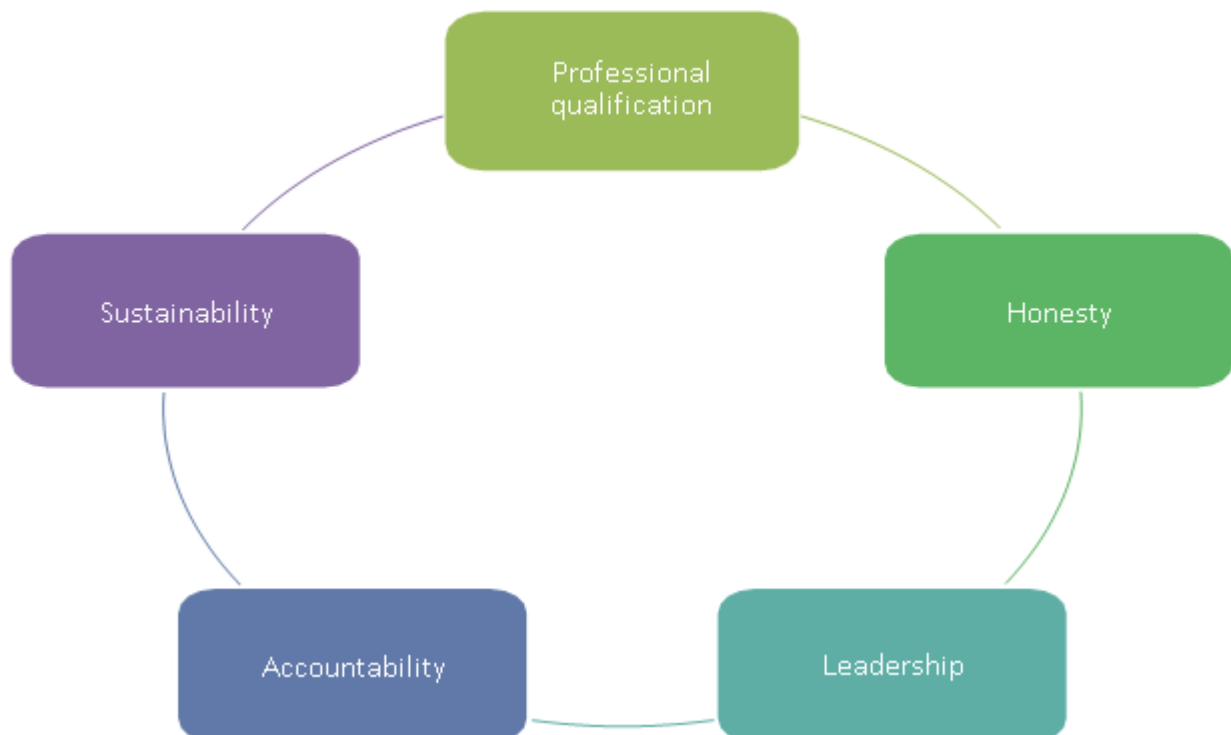 Professional
qualification
Sustainability
Honesty
Accountability
Leadership